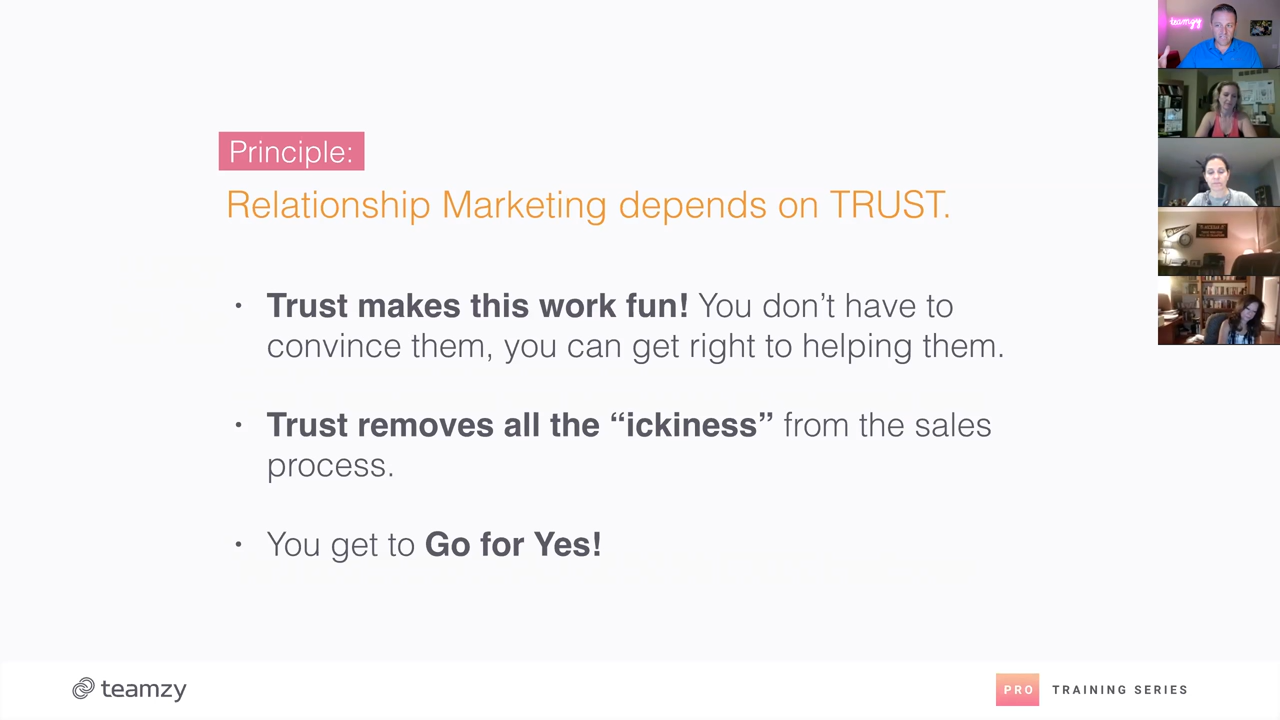 Principle:
Relationship Marketing depends on TRUST.
• Trust makes this work fun! You don’t have to
convince them, you can get right to helping them.
• Trust removes all the “ickiness” from the sales
process.
• You get to Go for Yes!
teamzy
PRO TRAINING SERIES
teamzy